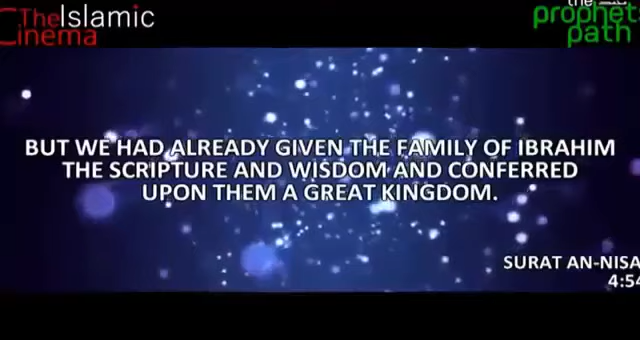 The Islamic
Cinema
the
prophet
path
BUT WE HAD ALREADY GIVEN THE FAMILY OF IBRAHIM
THE SCRIPTURE AND WISDOM AND CONFERRED
UPON THEM A GREAT KINGDOM.
SURAT AN-NISA
4:54